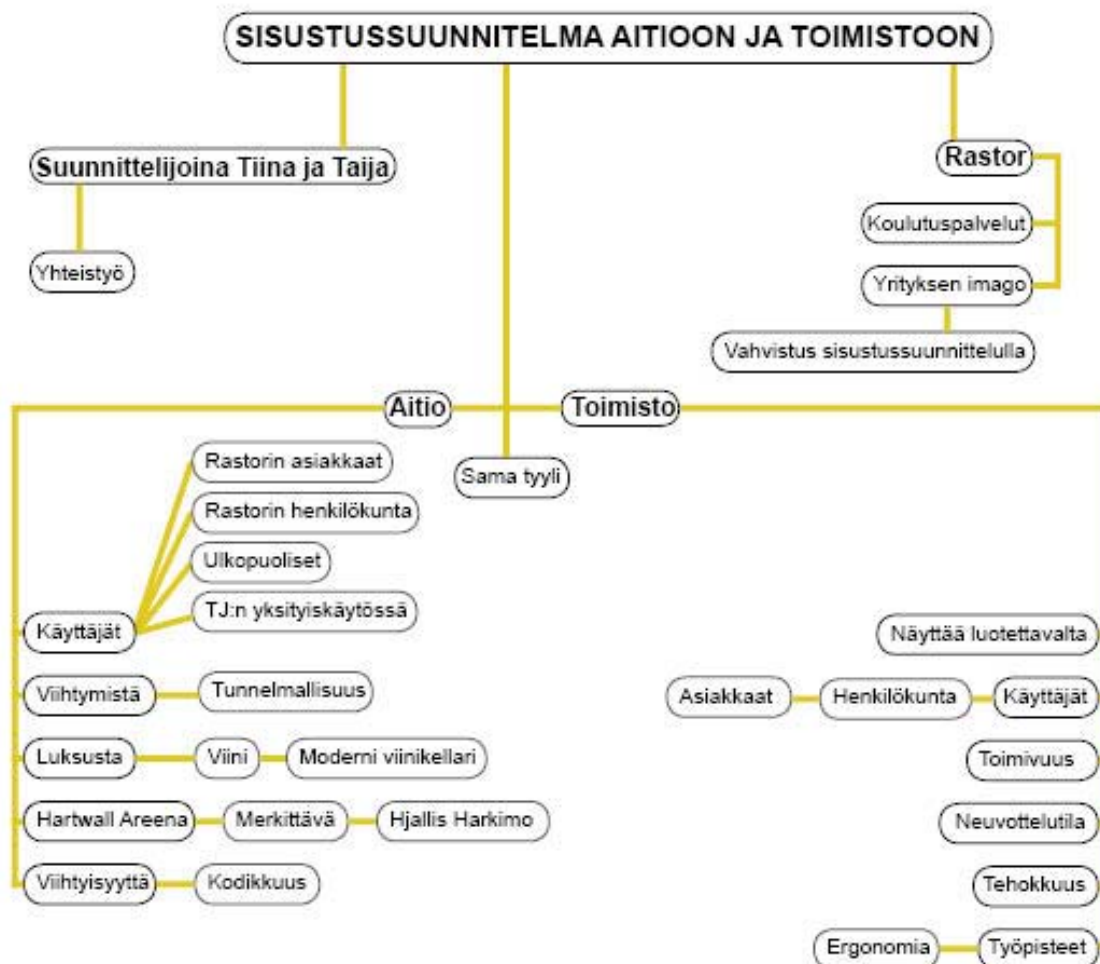 SISUSTUSSUUNNITELMA AITIOON JA TOIMISTOON
Suunnittelijoina Tiina ja Taija
Yhteistyö
Rastor
Koulutuspalvelut
Yrityksen imago
Vahvistus sisustussuunnittelulla
Aitio
Toimisto
Sama tyyli
Rastorin asiakkaat
Rastorin henkilökunta
Ulkopuoliset
TJ:n yksityiskäytössä
Käyttäjät
Viihtymistä
Tunnelmallisuus
Luksusta
Viini
Moderni viinikellari
Hartwall Areena
Merkittävä
Hjallis Harkimo
Viihtyisyyttä
Kodikkuus
Näyttää luotettavalta
Asiakkaat
Henkilökunta
Käyttäjät
Toimivuus
Neuvottelutila
Tehokkuus
Ergonomia
Työpisteet